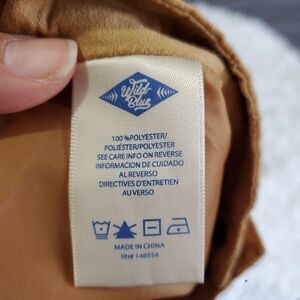 Wild
Blue
100 %POLYESTER/
POLIÉSTER/POLYESTER
SEE CARE INFO ON REVERSE
INFORMACION DE CUIDADO
AL REVERSO
DIRECTIVES D'ENTRETIEN
AU VERSO
MADE IN CHINA
RN# 148554